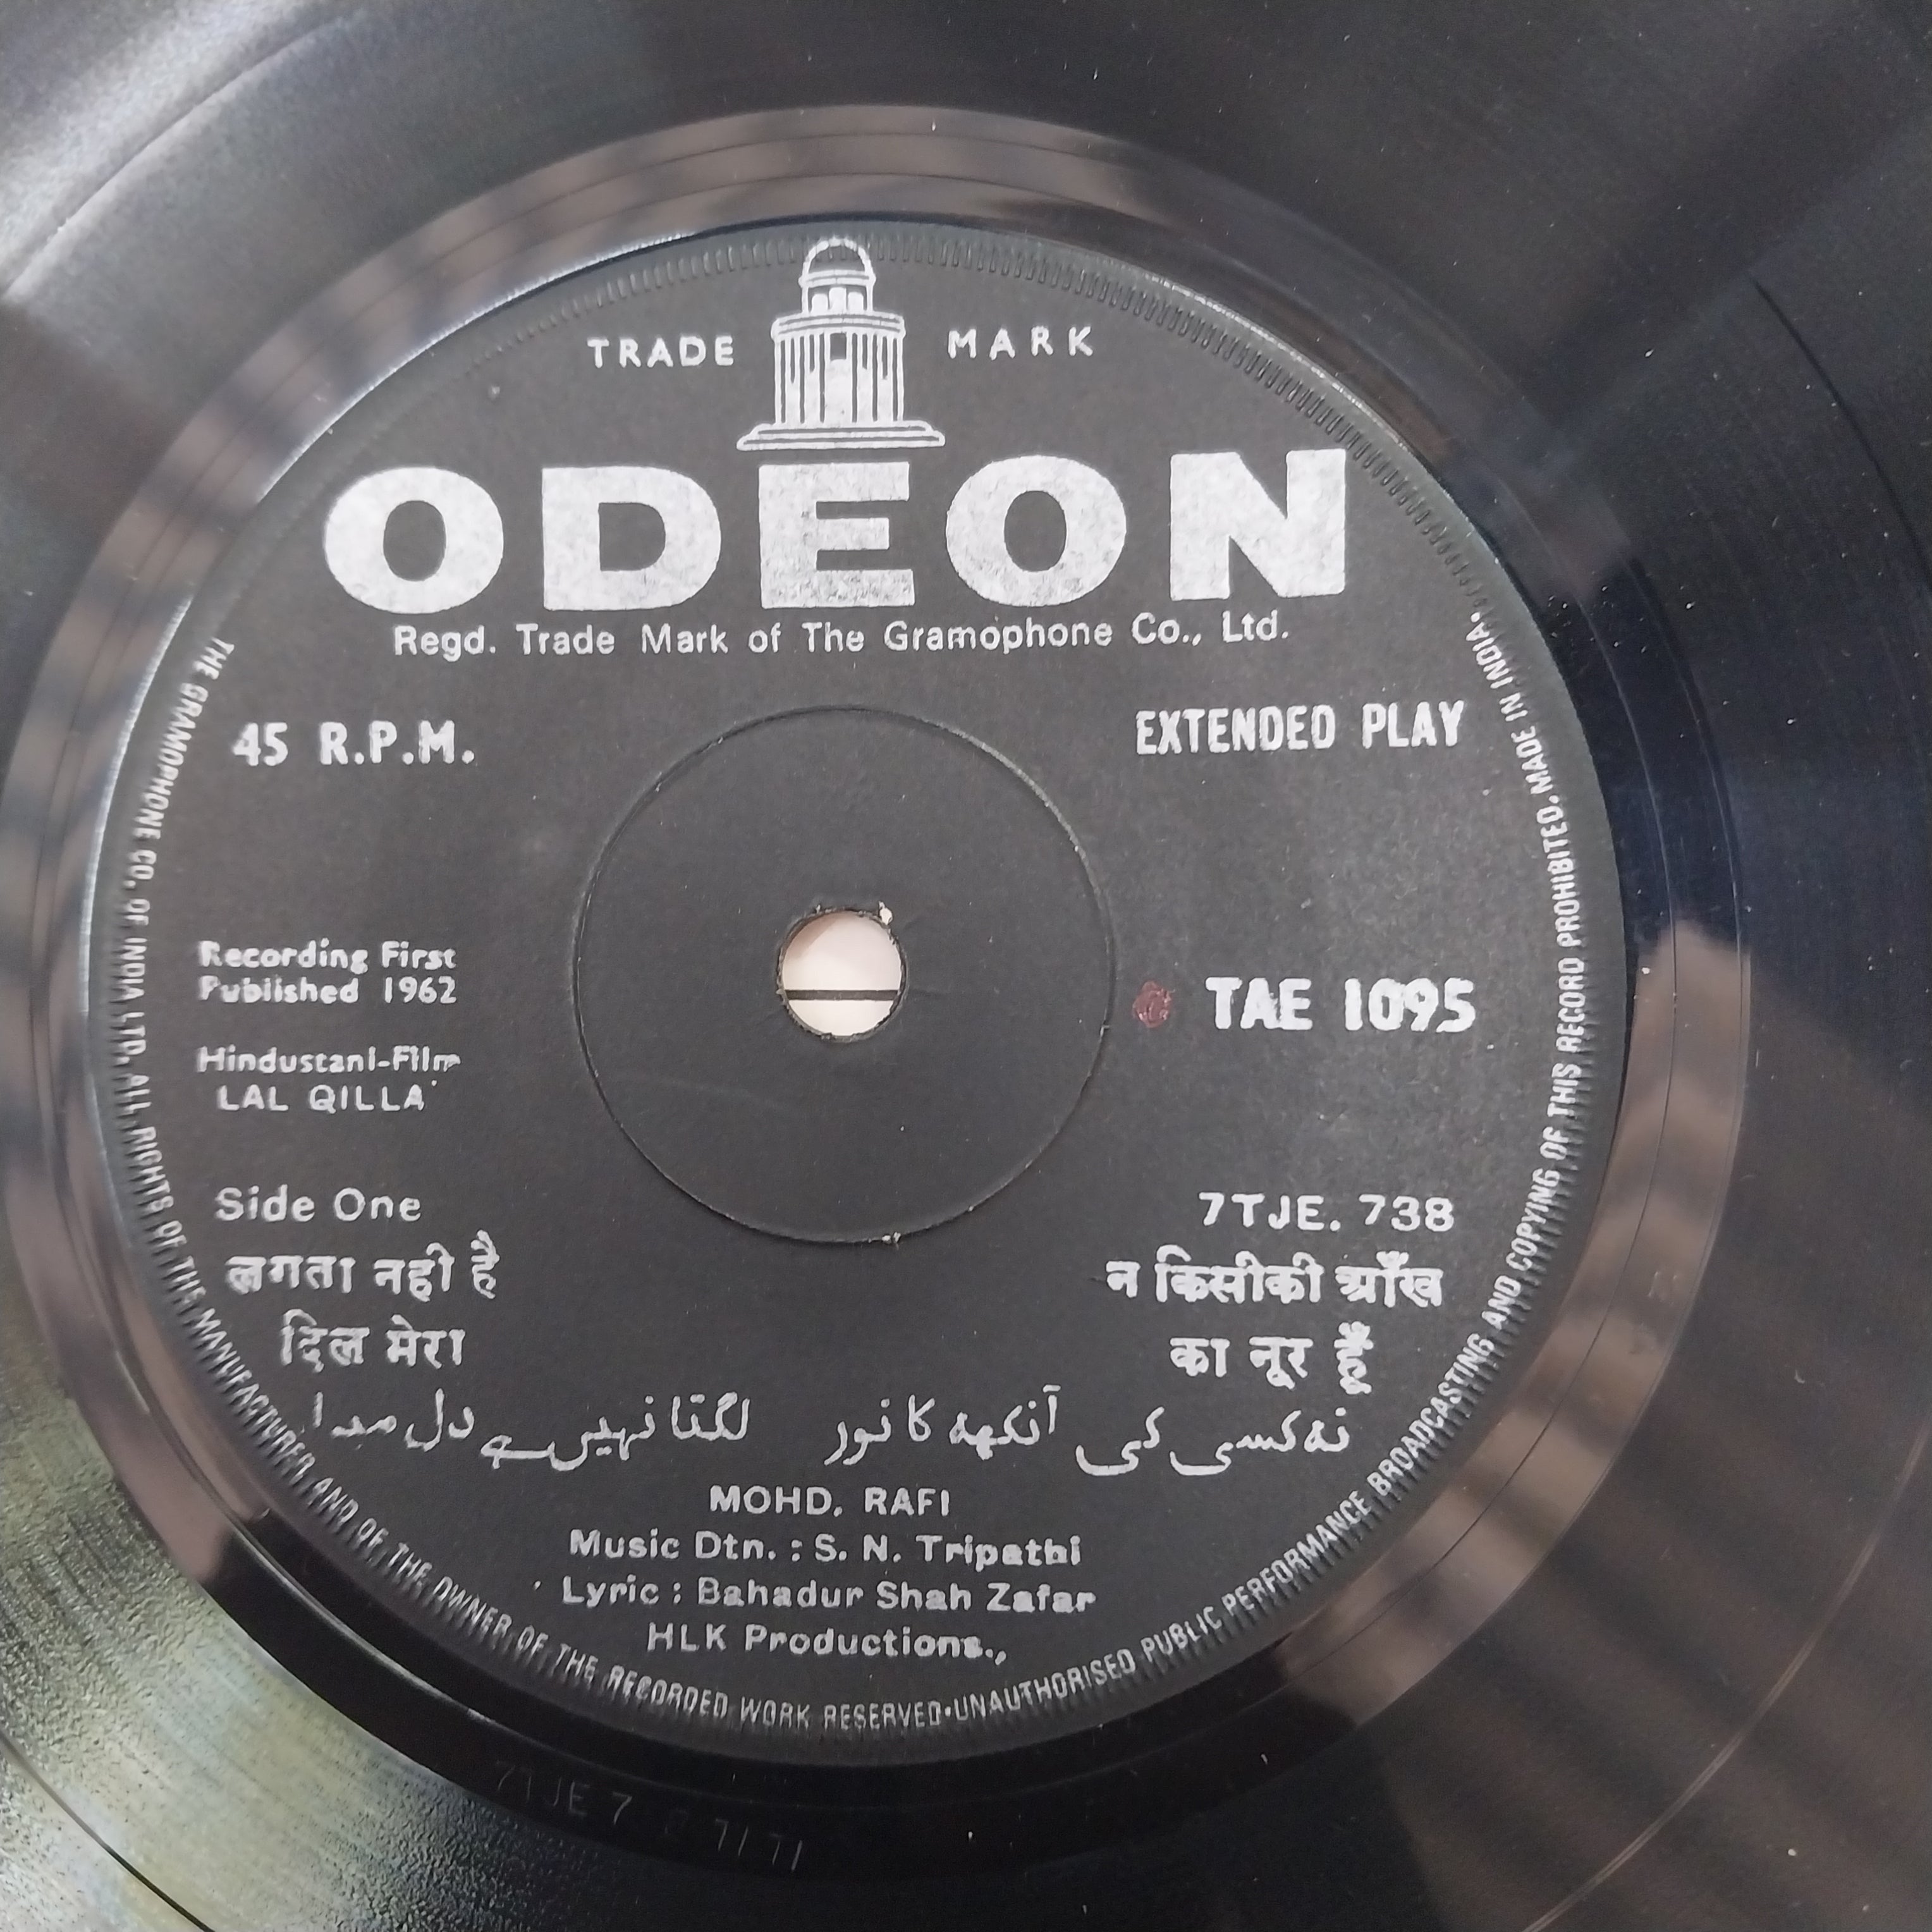 TRADE MARK
ODEON
Regd. Trade Mark of The Gramophone Co., Ltd.
45 R.P.M.
EXTENDED PLAY
Recording First
Published 1962
TAE 1095
Hindustani-Film
LAL QILLA
Side One
7TJE. 738
लगता नही है
दिल मेरा
न किसीकी आँख
का नूर हूँ
نہ کسی کی آنکھہ کا نور
لگتا نہیں ہے دل میرا
MOHD. RAFI
Music Dtn. : S. N. Tripathi
Lyric : Bahadur Shah Zafar
HLK Productions.,
THE GRAMOPHONE CO. OF INDIA LTD. ALL RIGHTS OF THE MANUFACTURER AND OF THE OWNER OF THE RECORDED WORK RESERVED·UNAUTHORISED PUBLIC PERFORMANCE BROADCASTING AND COPYING OF THIS RECORD PROHIBITED. MADE IN INDIA.